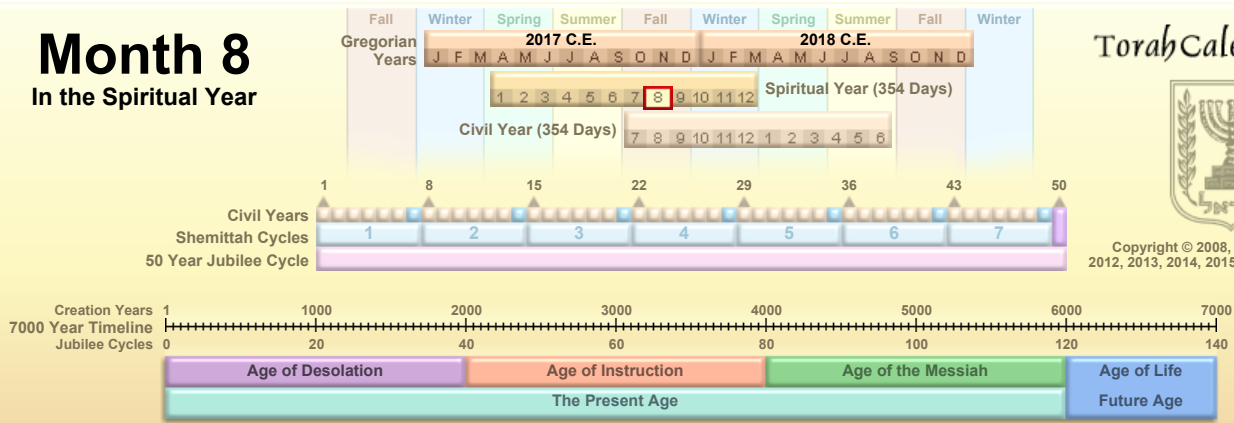 Fall Winter Spring Summer Fall Winter Spring Summer Fall Winter
Month 8
In the Spiritual Year
Gregorian Years
2017 C.E. 2018 C.E.
J F M A M J J A S O N D J F M A M J J A S O N D
1 2 3 4 5 6 7 8 9 10 11 12
Spiritual Year (354 Days)
Civil Year (354 Days)
7 8 9 10 11 12 1 2 3 4 5 6
Torah Cale
1 8 15 22 29 36 43 50
Civil Years
Shemittah Cycles 1 2 3 4 5 6 7
50 Year Jubilee Cycle
Copyright © 2008,
2012, 2013, 2014, 2015
Creation Years 1 1000 2000 3000 4000 5000 6000 7000
7000 Year Timeline
Jubilee Cycles 0 20 40 60 80 100 120 140
Age of Desolation Age of Instruction Age of the Messiah Age of Life
The Present Age Future Age